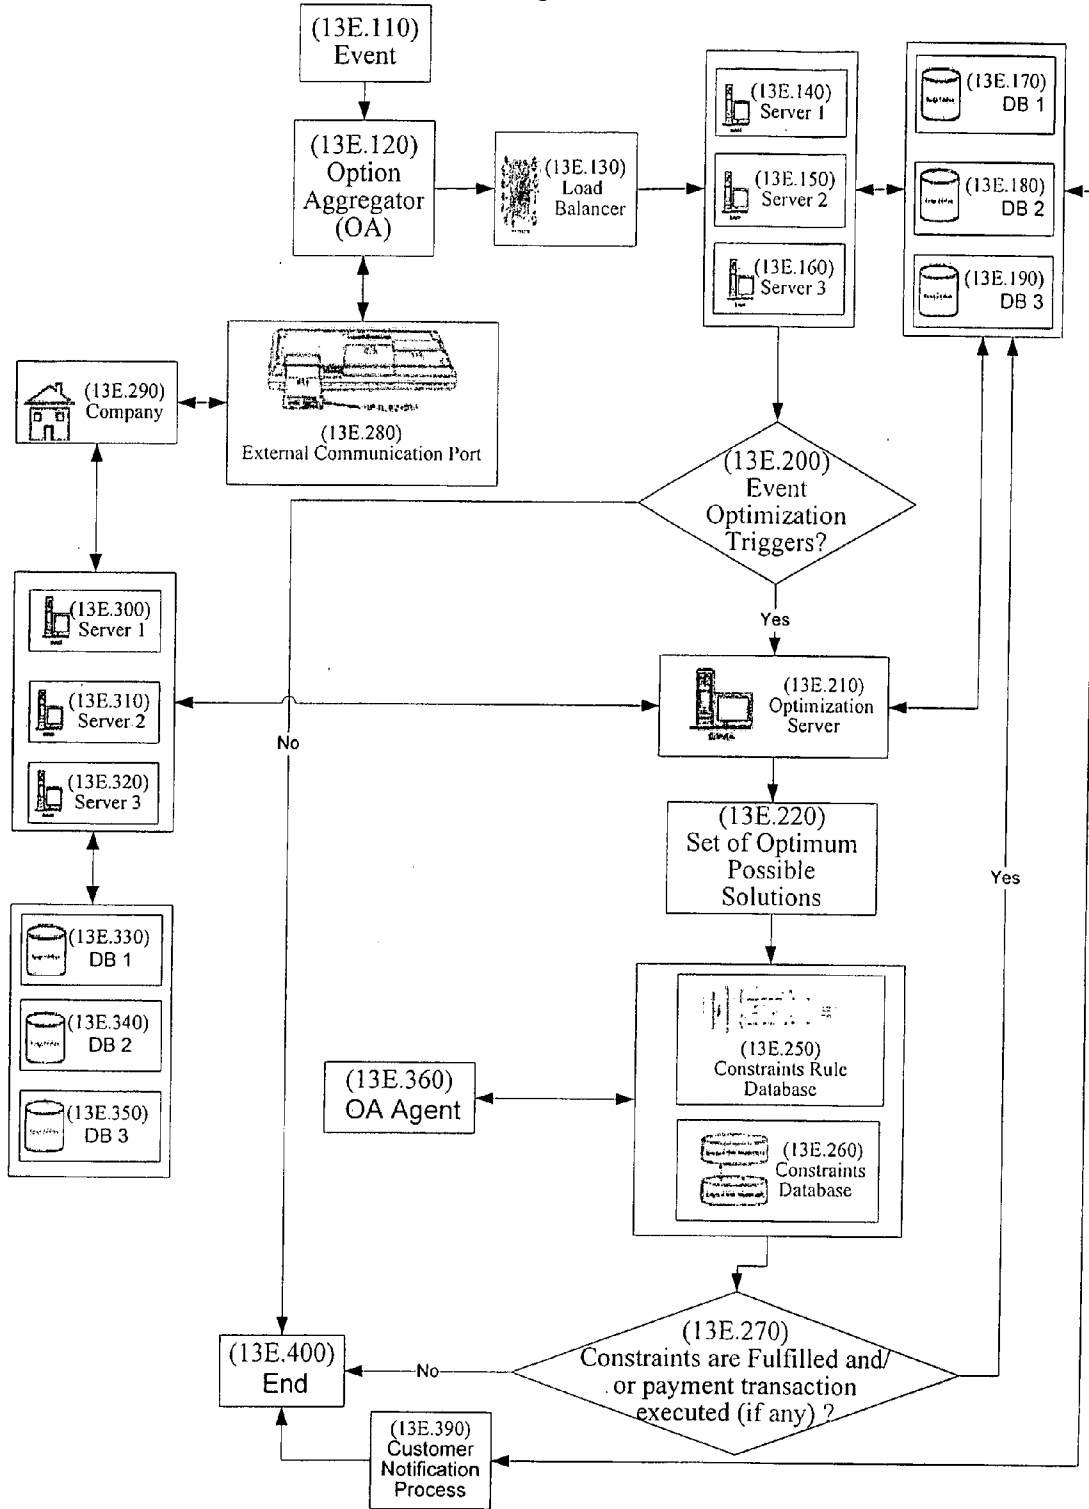 (13E.110)
Event
(13E.120)
Option
Aggregator
(OA)
(13E.130)
Load
Balancer
(13E.140)
Server 1
(13E.150)
Server 2
(13E.160)
Server 3
(13E.170)
DB 1
(13E.180)
DB 2
(13E.190)
DB 3
(13E.290)
Company
(13E.280)
External Communication Port
(13E.200)
Event
Optimization
Triggers?
Yes
(13E.300)
Server 1
(13E.310)
Server 2
(13E.320)
Server 3
No
(13E.210)
Optimization
Server
(13E.220)
Set of Optimum
Possible
Solutions
Yes
(13E.330)
DB 1
(13E.340)
DB 2
(13E.350)
DB 3
(13E.250)
Constraints Rule
Database
(13E.360)
OA Agent
(13E.260)
Constraints
Database
(13E.270)
Constraints are Fulfilled and/
or payment transaction
executed (if any) ?
No
(13E.400)
End
(13E.390)
Customer
Notification
Process